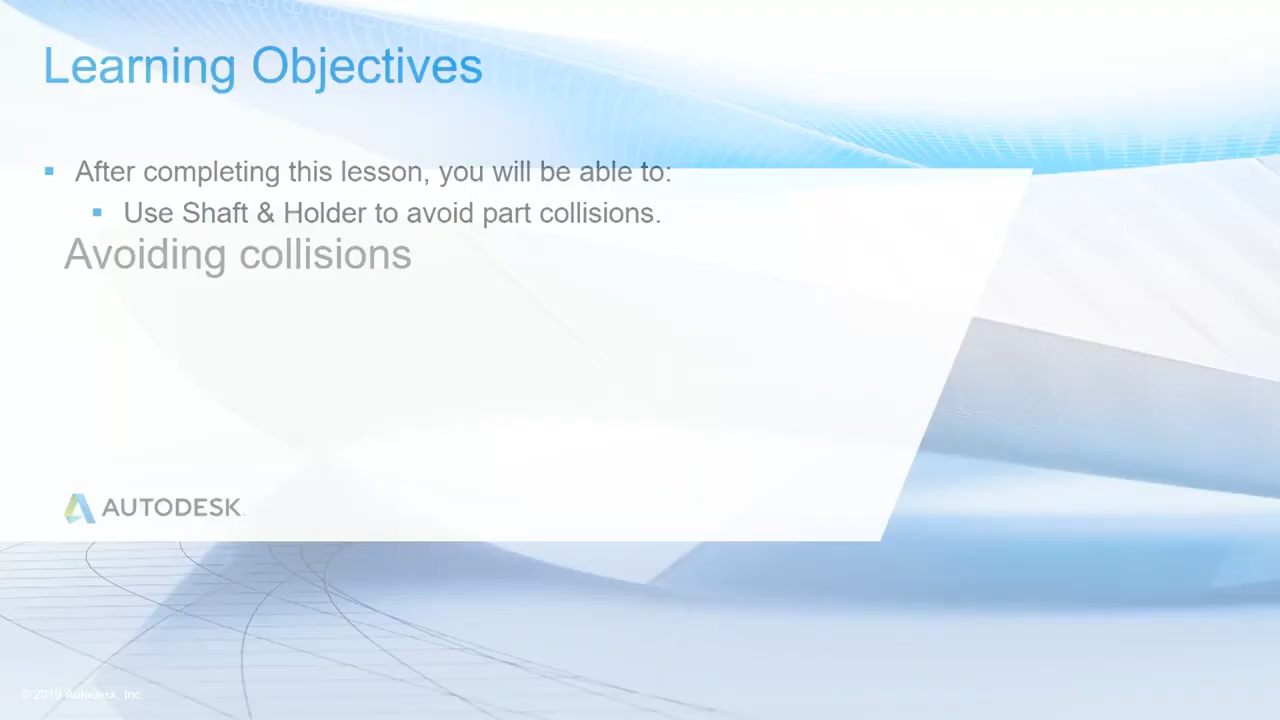 Learning Objectives
▪ After completing this lesson, you will be able to:
▪ Use Shaft & Holder to avoid part collisions.
Avoiding collisions
AUTODESK.
© 2019 Autodesk, Inc.